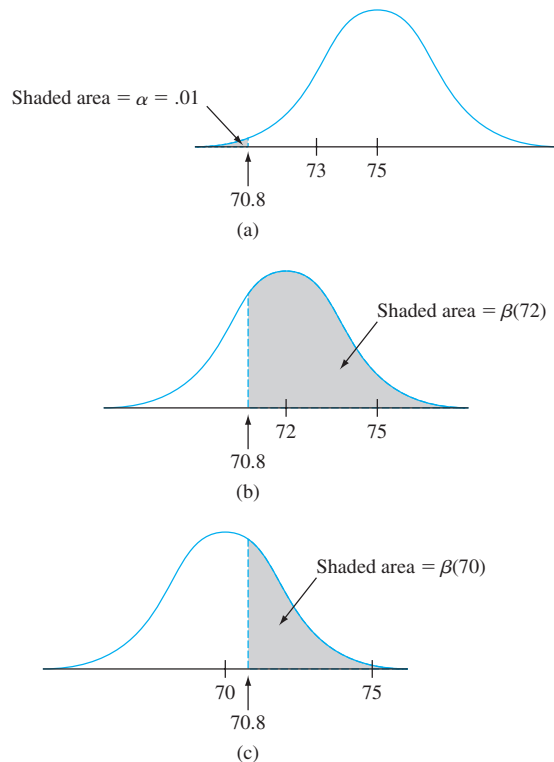 Shaded area = α = .01
73
75
70.8
(a)
Shaded area = β(72)
72
75
70.8
(b)
Shaded area = β(70)
70
75
70.8
(c)